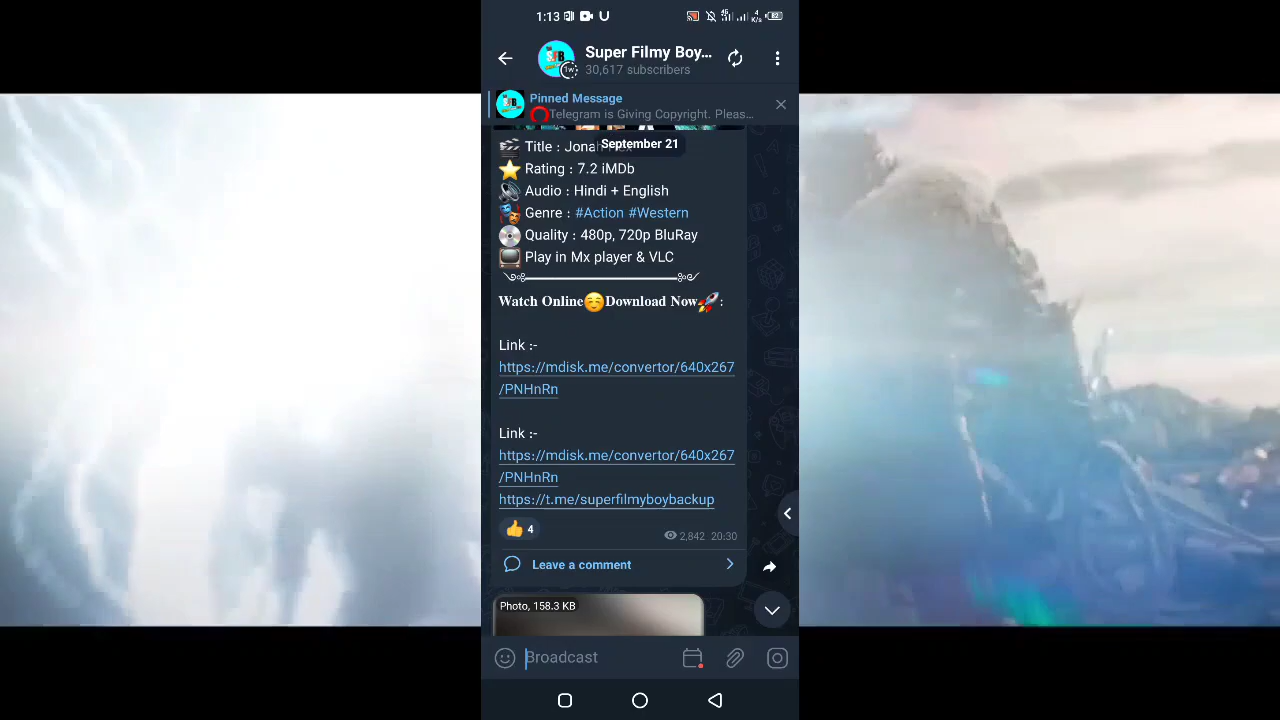 1:13
4G
4 K/s
82
Super Filmy Boy...
30,617 subscribers
Pinned Message
Telegram is Giving Copyright. Pleas...
September 21
Title : Jona
Rating : 7.2 iMDb
Audio : Hindi + English
Genre : #Action #Western
Quality : 480p, 720p BluRay
Play in Mx player & VLC
Watch Online☺️Download Now🚀:
Link :-
https://mdisk.me/convertor/640x267
/PNHnRn
Link :-
https://mdisk.me/convertor/640x267
/PNHnRn
https://t.me/superfilmyboybackup
👍 4
2,842 20:30
Leave a comment
Photo, 158.3 KB
Broadcast